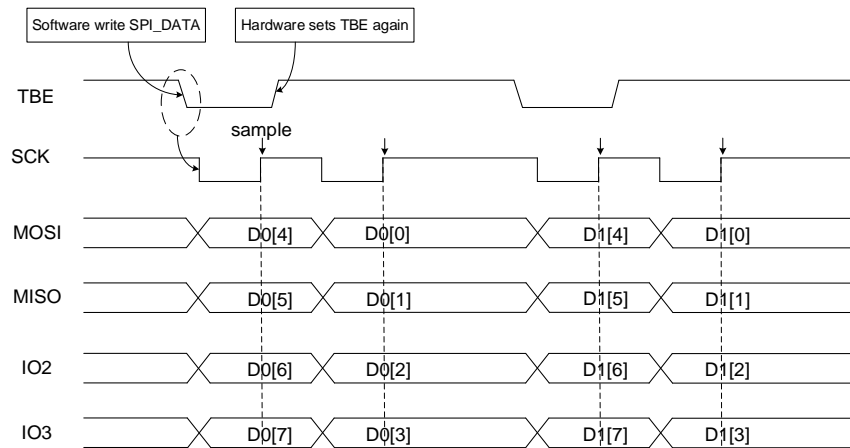 Software write SPI_DATA
Hardware sets TBE again
TBE
sample
SCK
MOSI D0[4] D0[0] D1[4] D1[0]
MISO D0[5] D0[1] D1[5] D1[1]
IO2 D0[6] D0[2] D1[6] D1[2]
IO3 D0[7] D0[3] D1[7] D1[3]